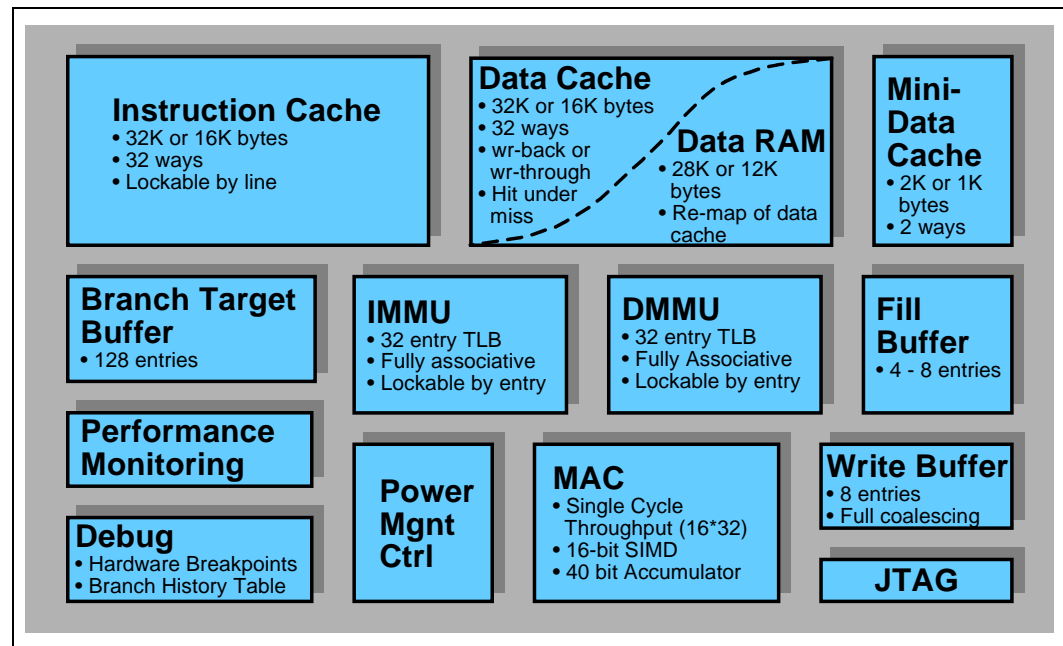 Instruction Cache
• 32K or 16K bytes
• 32 ways
• Lockable by line
Data Cache
• 32K or 16K bytes
• 32 ways
• wr-back or
wr-through
• Hit under
miss
Data RAM
• 28K or 12K
bytes
• Re-map of data
cache
Mini-
Data
Cache
• 2K or 1K
bytes
• 2 ways
Branch Target
Buffer
• 128 entries
IMMU
• 32 entry TLB
• Fully associative
• Lockable by entry
DMMU
• 32 entry TLB
• Fully Associative
• Lockable by entry
Fill
Buffer
• 4 - 8 entries
Performance
Monitoring
Power
Mgnt
Ctrl
MAC
• Single Cycle
Throughput (16*32)
• 16-bit SIMD
• 40 bit Accumulator
Write Buffer
• 8 entries
• Full coalescing
Debug
• Hardware Breakpoints
• Branch History Table
JTAG